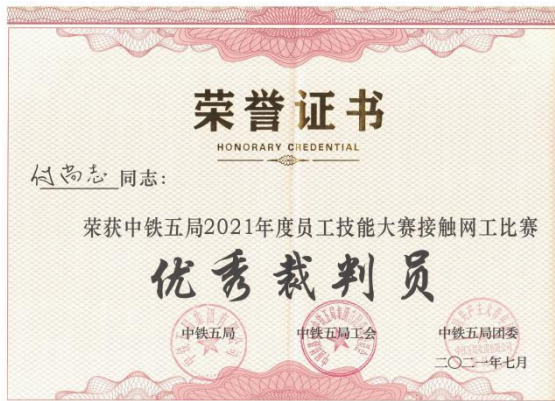 荣誉证书
HONORARY CREDENTIAL
付尚志 同志：
荣获中铁五局2021年度员工技能大赛接触网工比赛
优秀裁判员
中铁五局 中铁五局工会 中铁五局团委
二〇二一年七月